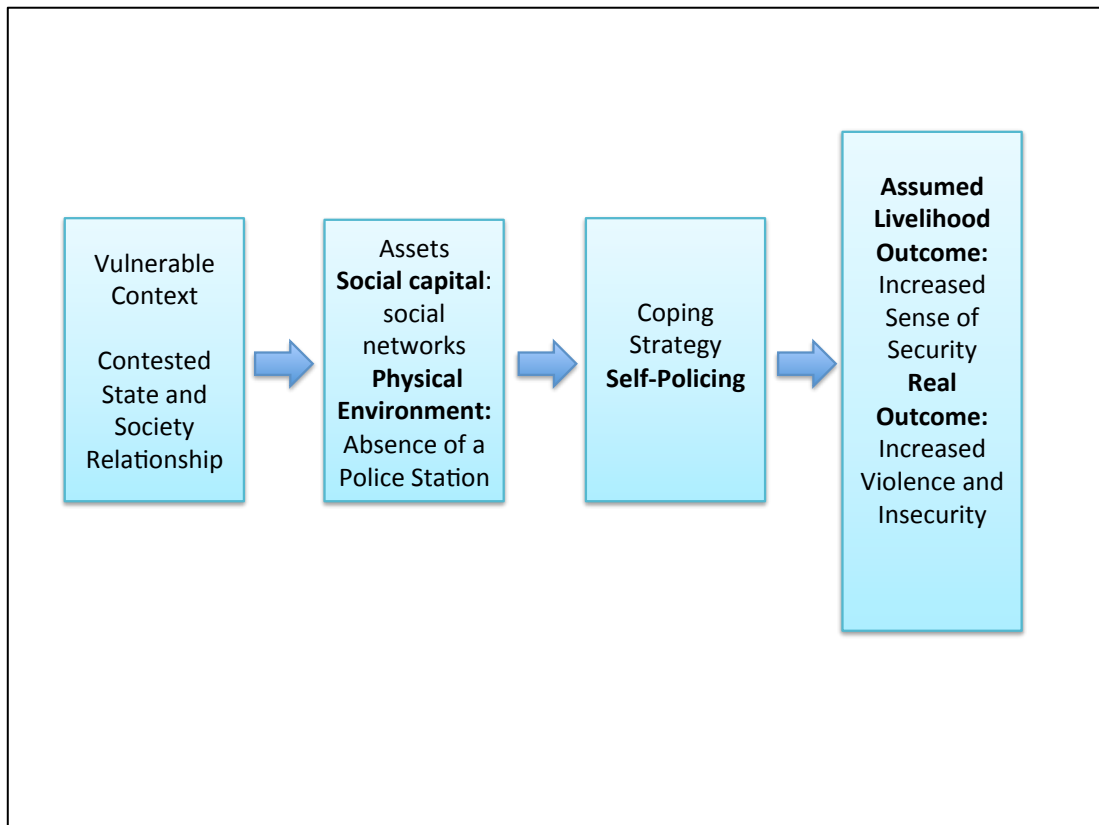 Vulnerable
Context
Contested
State and
Society
Relationship
Assets
Social capital:
social
networks
Physical
Environment:
Absence of a
Police Station
Coping
Strategy
Self-Policing
Assumed
Livelihood
Outcome:
Increased
Sense of
Security
Real
Outcome:
Increased
Violence and
Insecurity